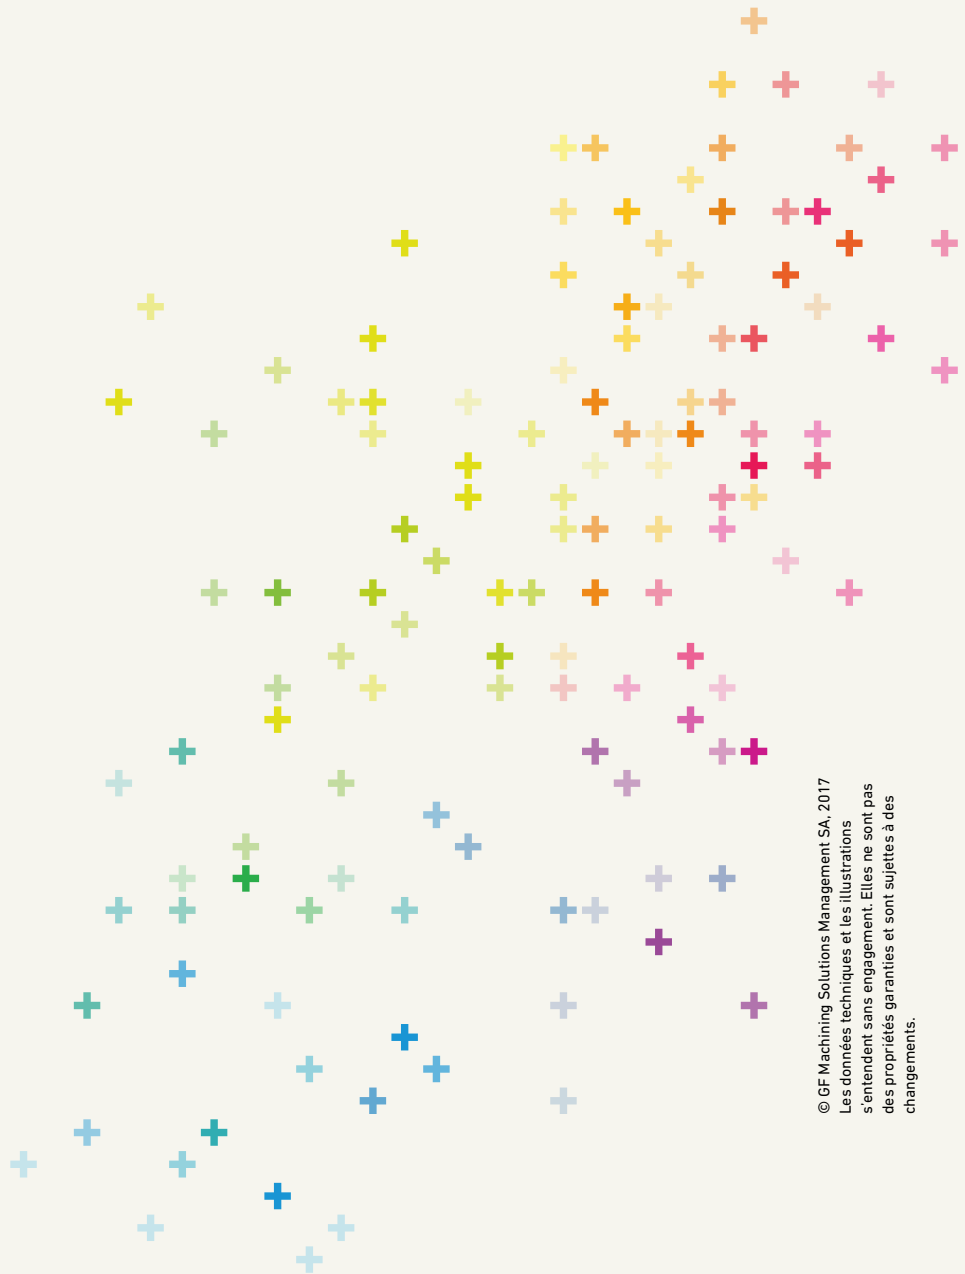 © GF Machining Solutions Management SA, 2017
Les données techniques et les illustrations
s'entendent sans engagement. Elles ne sont pas
des propriétés garanties et sont sujettes à des
changements.